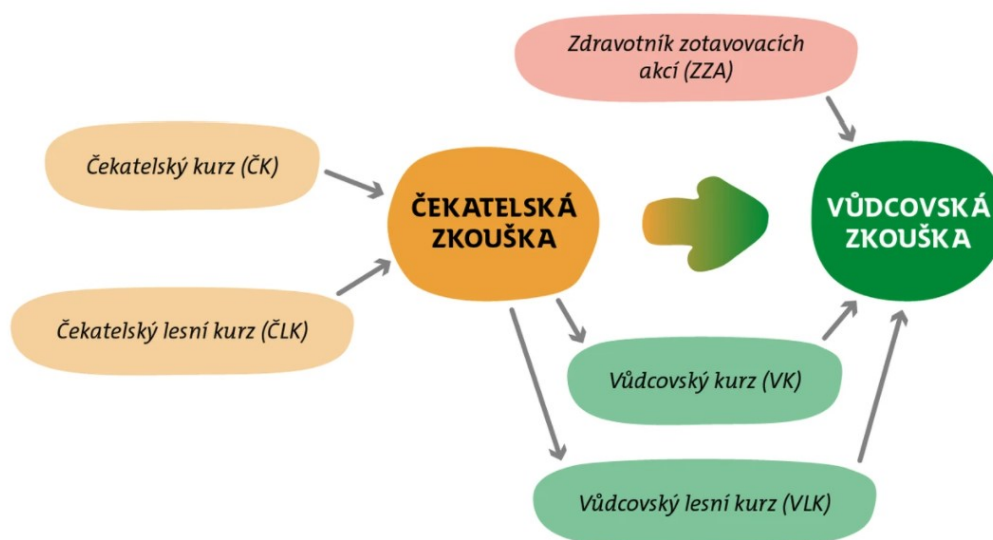 Zdravotník zotavovacích
akcí (ZZA)
Čekatelský kurz (ČK)
ČEKATELSKÁ
ZKOUŠKA
VŮDCOVSKÁ
ZKOUŠKA
Čekatelský lesní kurz (ČLK)
Vůdcovský kurz (VK)
Vůdcovský lesní kurz (VLK)